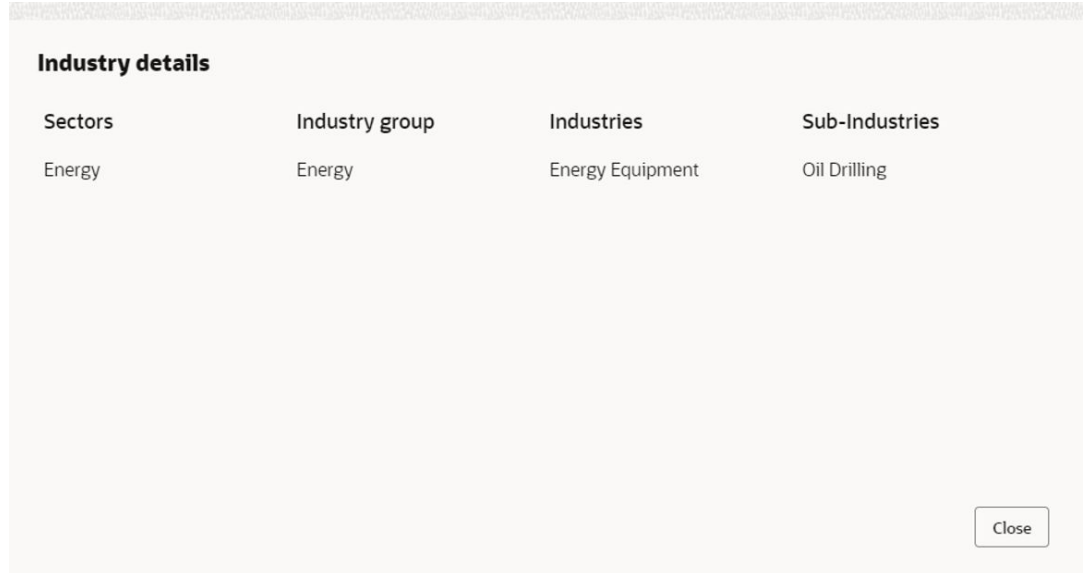 Industry details
Sectors Industry group Industries Sub-Industries
Energy Energy Energy Equipment Oil Drilling
Close